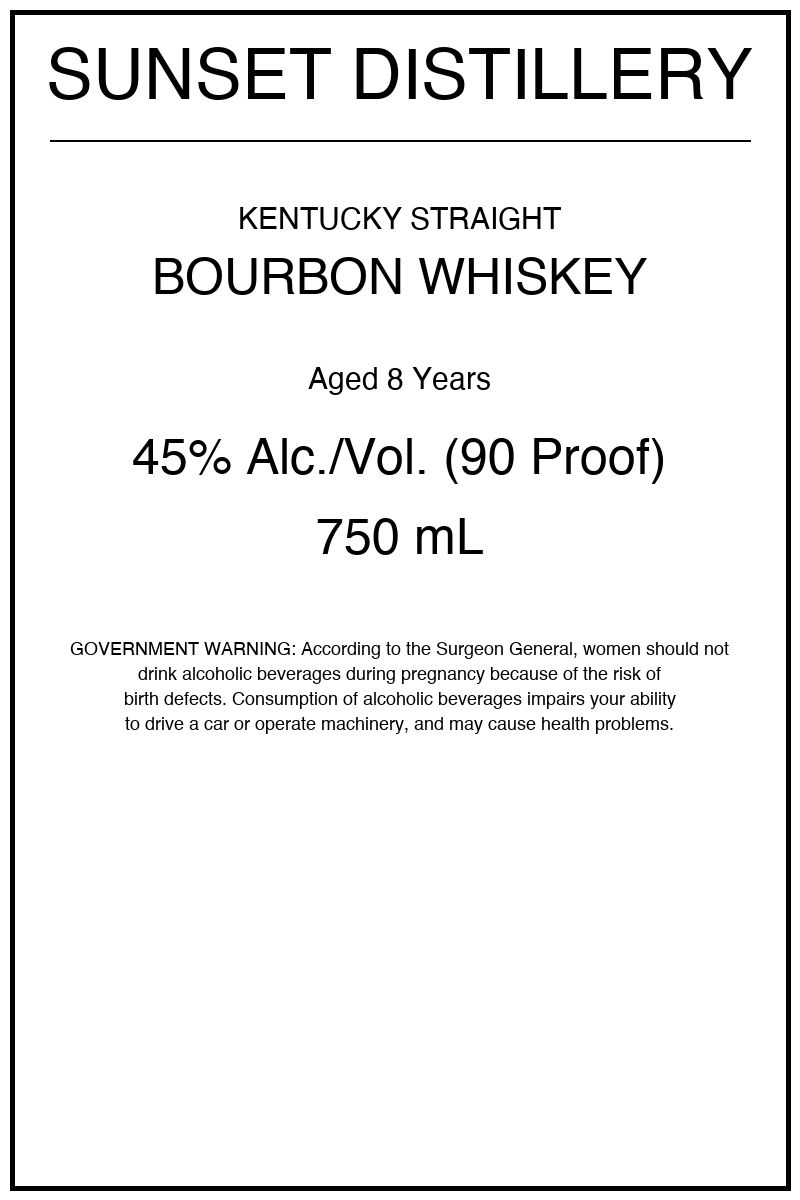 SUNSET DISTILLERY
KENTUCKY STRAIGHT
BOURBON WHISKEY
Aged 8 Years
45% Alc./Vol. (90 Proof)
750 mL
GOVERNMENT WARNING: According to the Surgeon General, women should not
drink alcoholic beverages during pregnancy because of the risk of
birth defects. Consumption of alcoholic beverages impairs your ability
to drive a car or operate machinery, and may cause health problems.